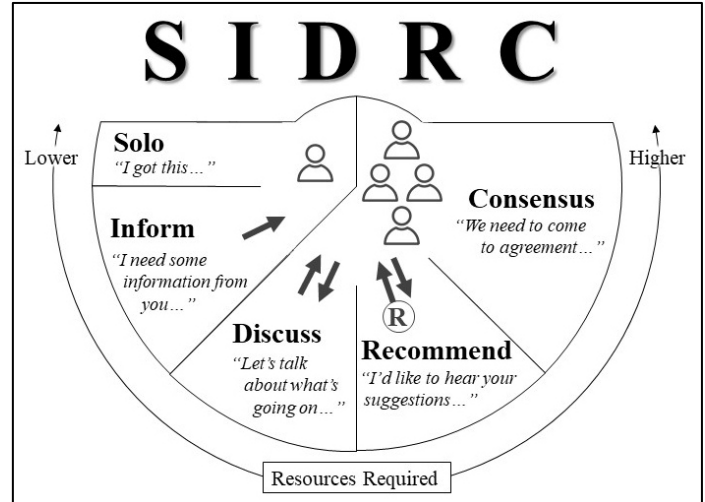 S I D R C
Lower
Higher
Solo
“I got this…”
Inform
“I need some
information from
you…”
Discuss
“Let’s talk
about what’s
going on…”
R
Recommend
“I’d like to hear your
suggestions…”
Consensus
“We need to come
to agreement…”
Resources Required